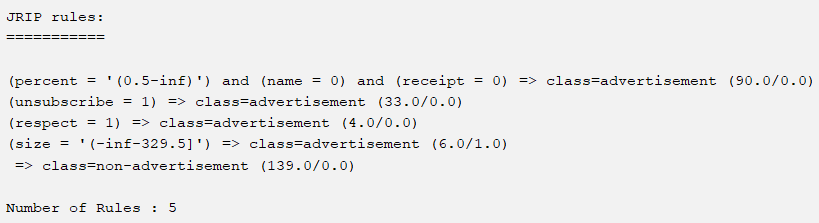 JRIP rules:
===========
(percent = '(0.5-inf)') and (name = 0) and (receipt = 0) => class=advertisement (90.0/0.0)
(unsubscribe = 1) => class=advertisement (33.0/0.0)
(respect = 1) => class=advertisement (4.0/0.0)
(size = '(-inf-329.5]') => class=advertisement (6.0/1.0)
 => class=non-advertisement (139.0/0.0)
Number of Rules : 5